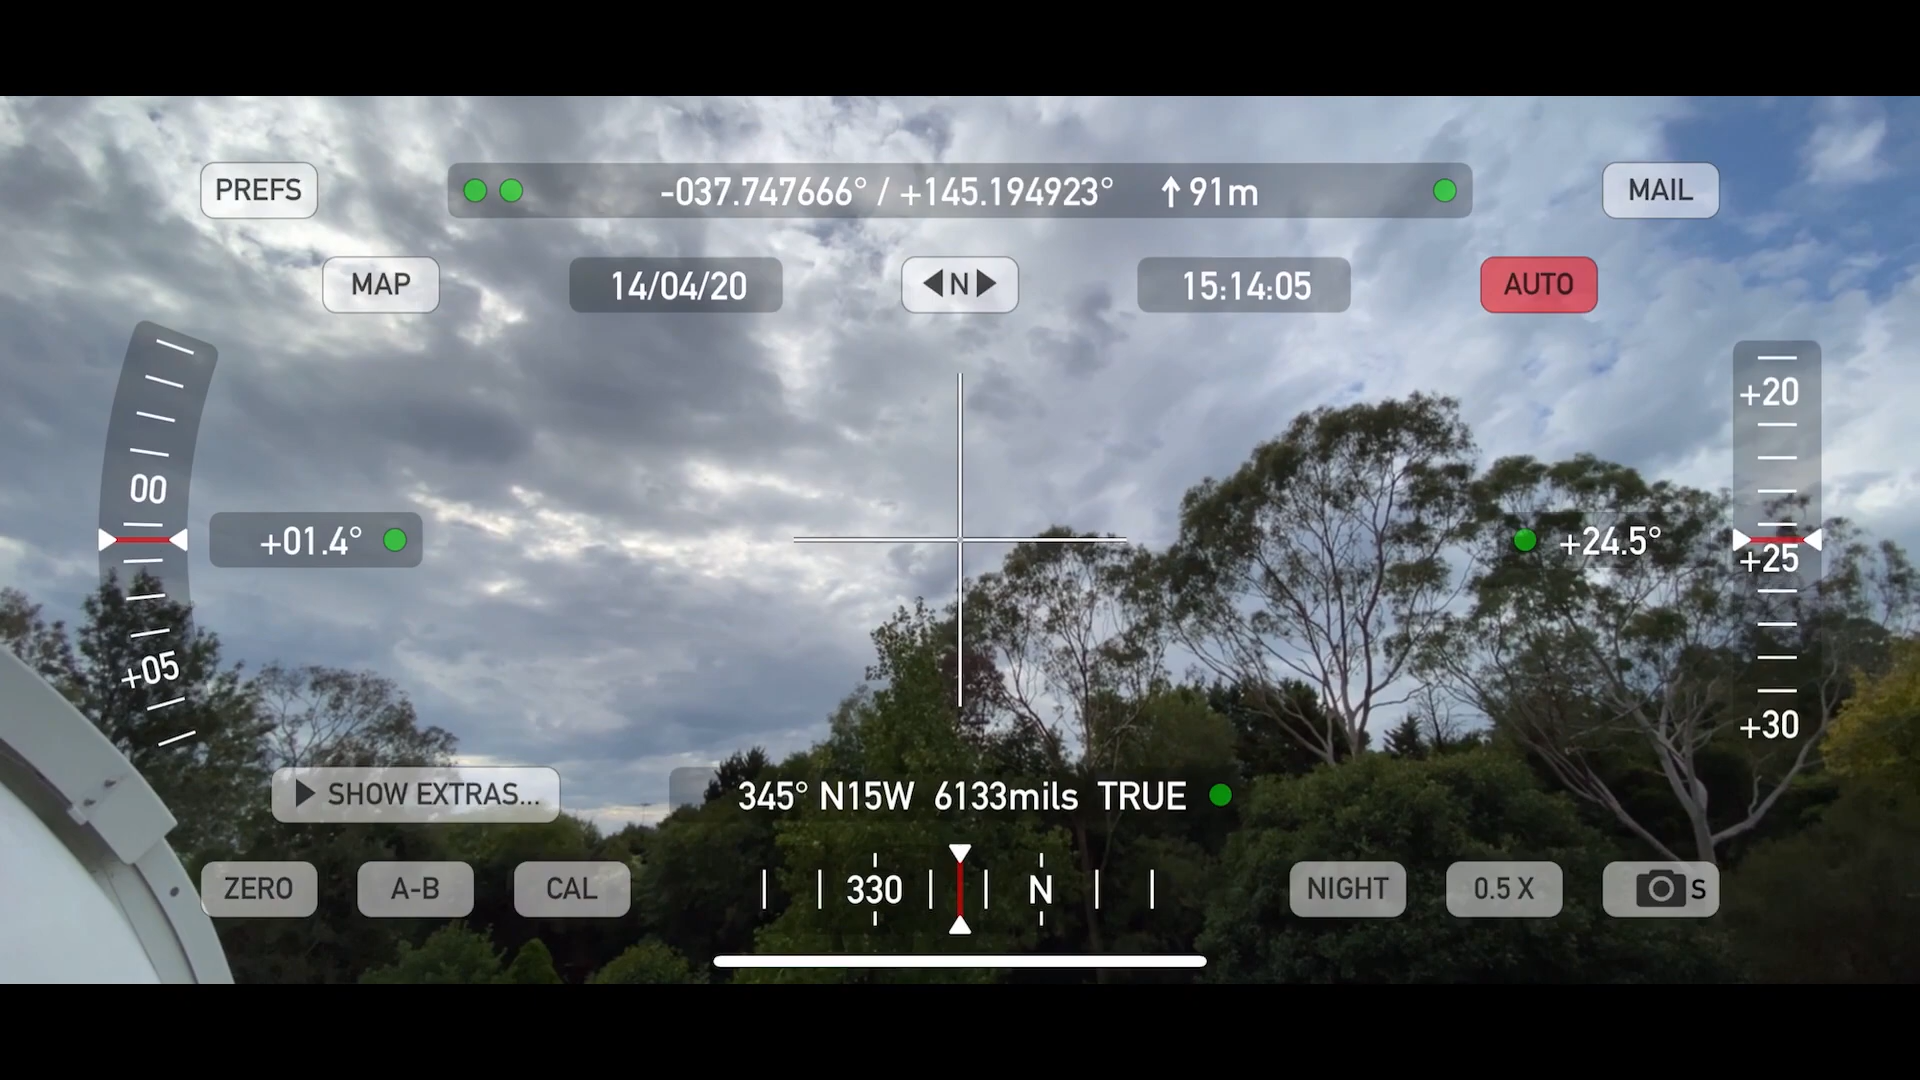 PREFS
-037.747666° / +145.194923° ↑91m
MAIL
MAP
14/04/20
◀N▶
15:14:05
AUTO
00
+05
+01.4°
+24.5°
+20
+25
+30
▶ SHOW EXTRAS...
345° N15W 6133mils TRUE
ZERO
A-B
CAL
330
N
NIGHT
0.5 X
S